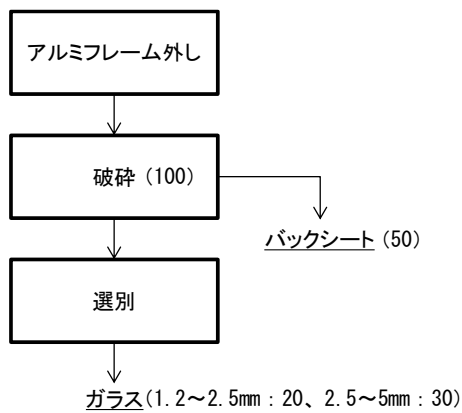 アルミフレーム外し
破砕（100）
バックシート（50）
選別
ガラス(1.2～2.5mm：20、2.5～5mm：30)